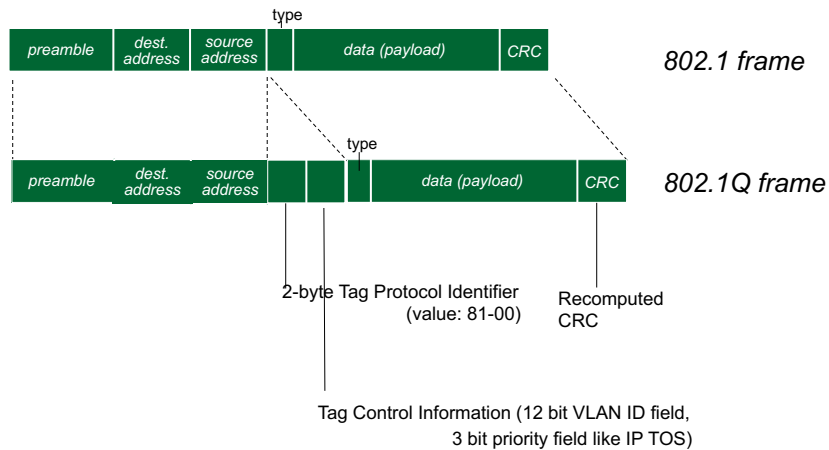 type
preamble
dest.
address
source
address
data (payload)
CRC
802.1 frame
type
preamble
dest.
address
source
address
data (payload)
CRC
802.1Q frame
2-byte Tag Protocol Identifier
(value: 81-00)
Recomputed
CRC
Tag Control Information (12 bit VLAN ID field,
3 bit priority field like IP TOS)